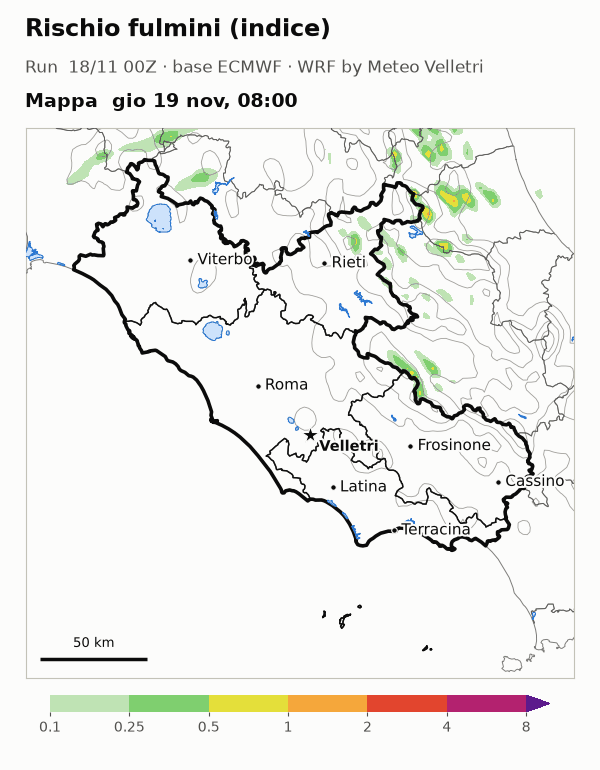 Rischio fulmini (indice)
Run  18/11 00Z · base ECMWF · WRF by Meteo Velletri
Mappa  gio 19 nov, 08:00
Viterbo
Rieti
Roma
Velletri
Frosinone
Latina
Cassino
Terracina
50 km
0.1 0.25 0.5 1 2 4 8